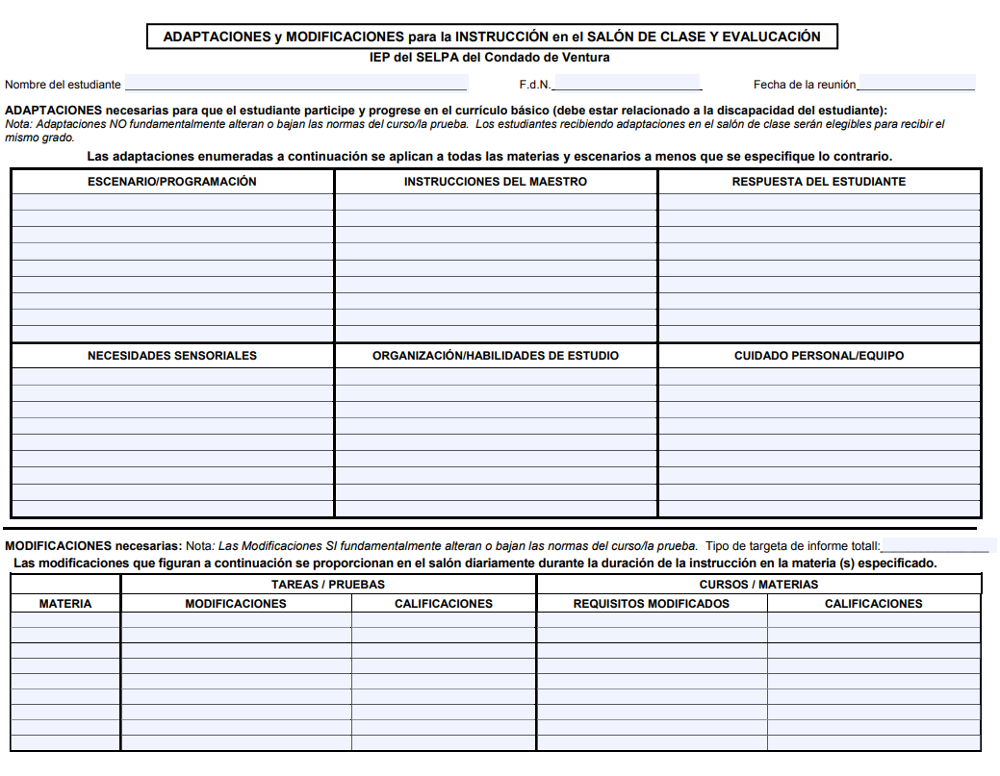 ADAPTACIONES y MODIFICACIONES para la INSTRUCCIÓN en el SALÓN DE CLASE Y EVALUCACIÓN
IEP del SELPA del Condado de Ventura
Nombre del estudiante F.d.N. Fecha de la reunión
ADAPTACIONES necesarias para que el estudiante participe y progrese en el currículo básico (debe estar relacionado a la discapacidad del estudiante):
Nota: Adaptaciones NO fundamentalmente alteran o bajan las normas del curso/la prueba. Los estudiantes recibiendo adaptaciones en el salón de clase serán elegibles para recibir el
mismo grado.
Las adaptaciones enumeradas a continuación se aplican a todas las materias y escenarios a menos que se especifique lo contrario.
ESCENARIO/PROGRAMACIÓN INSTRUCCIONES DEL MAESTRO RESPUESTA DEL ESTUDIANTE
NECESIDADES SENSORIALES ORGANIZACIÓN/HABILIDADES DE ESTUDIO CUIDADO PERSONAL/EQUIPO
MODIFICACIONES necesarias: Nota: Las Modificaciones SI fundamentalmente alteran o bajan las normas del curso/la prueba. Tipo de targeta de informe totall:
Las modificaciones que figuran a continuación se proporcionan en el salón diariamente durante la duración de la instrucción en la materia (s) especificado.
TAREAS / PRUEBAS CURSOS / MATERIAS
MATERIA MODIFICACIONES CALIFICACIONES REQUISITOS MODIFICADOS CALIFICACIONES